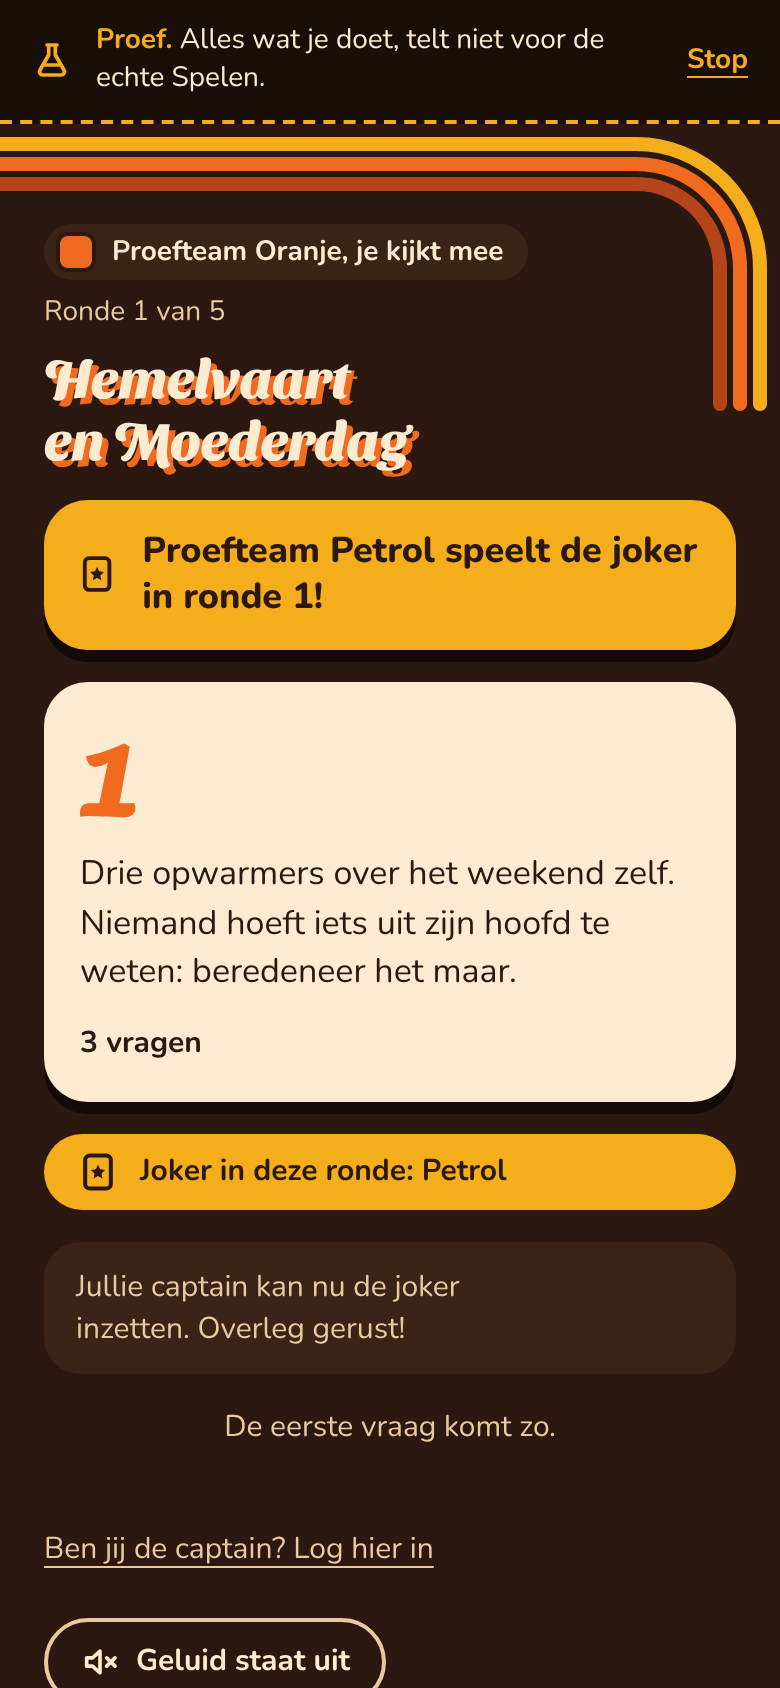 Proef. Alles wat je doet, telt niet voor de
echte Spelen.
Stop
Proefteam Oranje, je kijkt mee
Ronde 1 van 5
Hemelvaart
en Moederdag
Proefteam Petrol speelt de joker
in ronde 1!
1
Drie opwarmers over het weekend zelf.
Niemand hoeft iets uit zijn hoofd te
weten: beredeneer het maar.
3 vragen
Joker in deze ronde: Petrol
Jullie captain kan nu de joker
inzetten. Overleg gerust!
De eerste vraag komt zo.
Ben jij de captain? Log hier in
Geluid staat uit